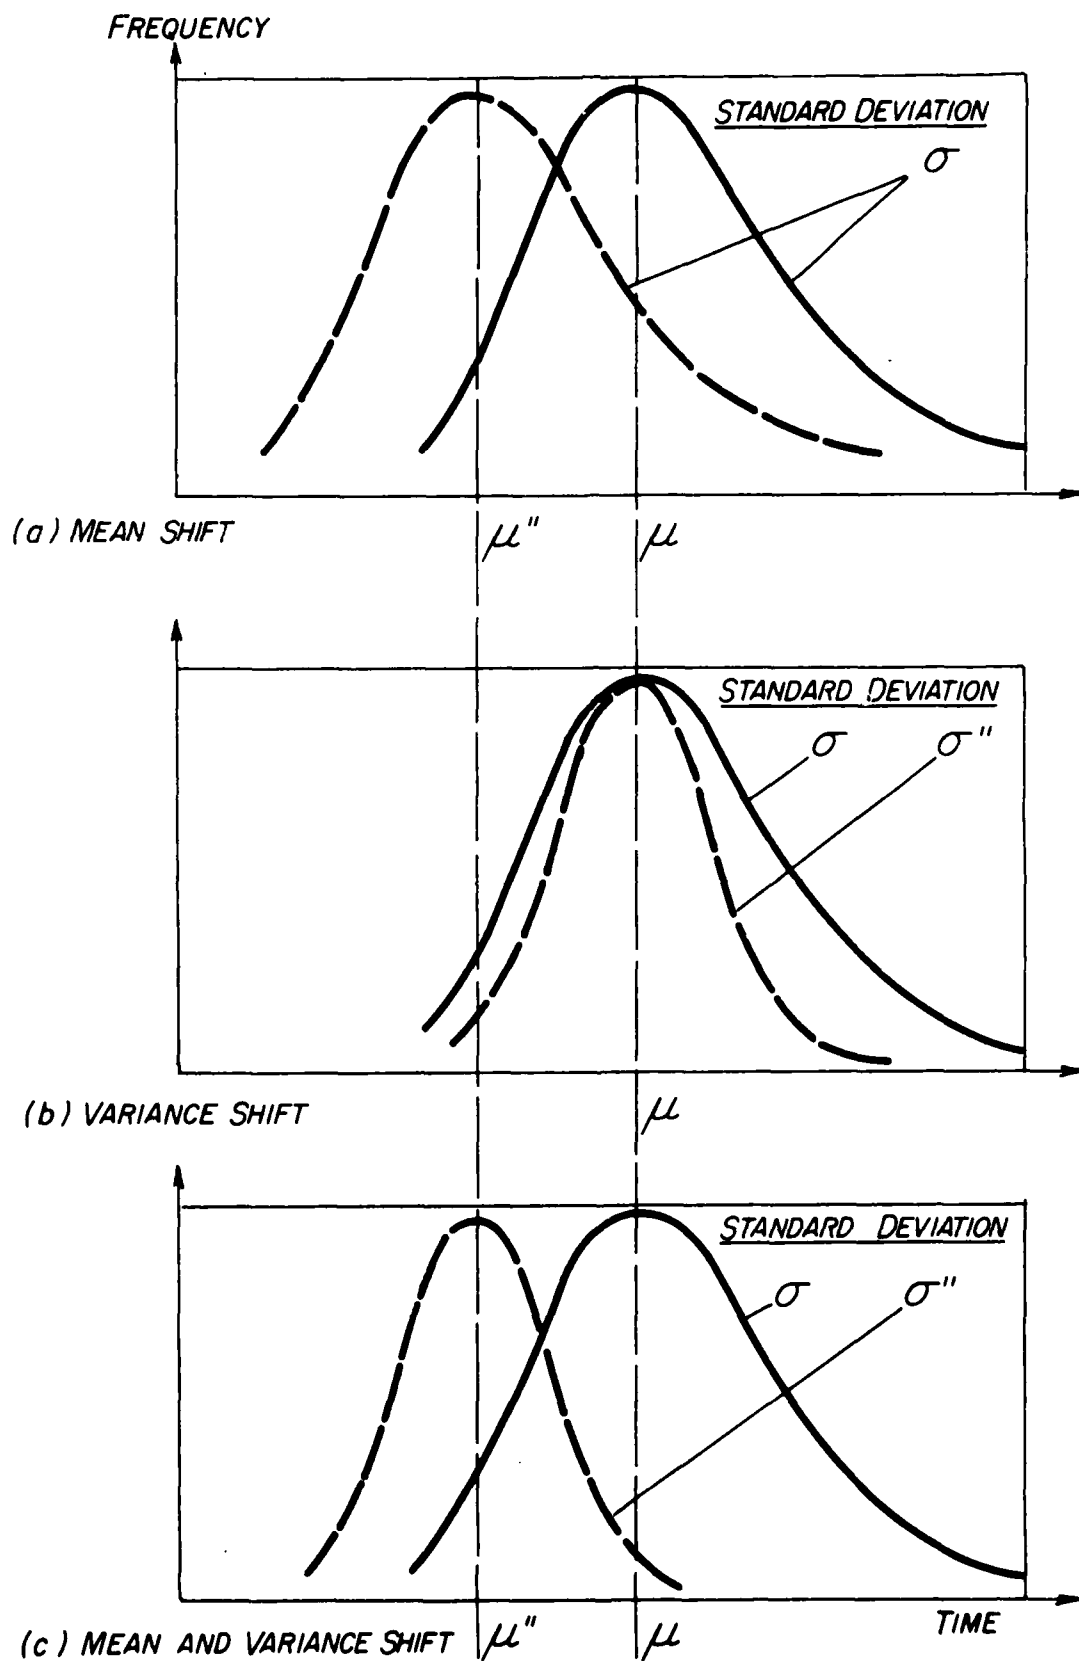 FREQUENCY
STANDARD DEVIATION
σ
(a) MEAN SHIFT
μ"
μ
STANDARD DEVIATION
σ
σ"
(b) VARIANCE SHIFT
μ
STANDARD DEVIATION
σ
σ"
TIME
(c) MEAN AND VARIANCE SHIFT
μ"
μ